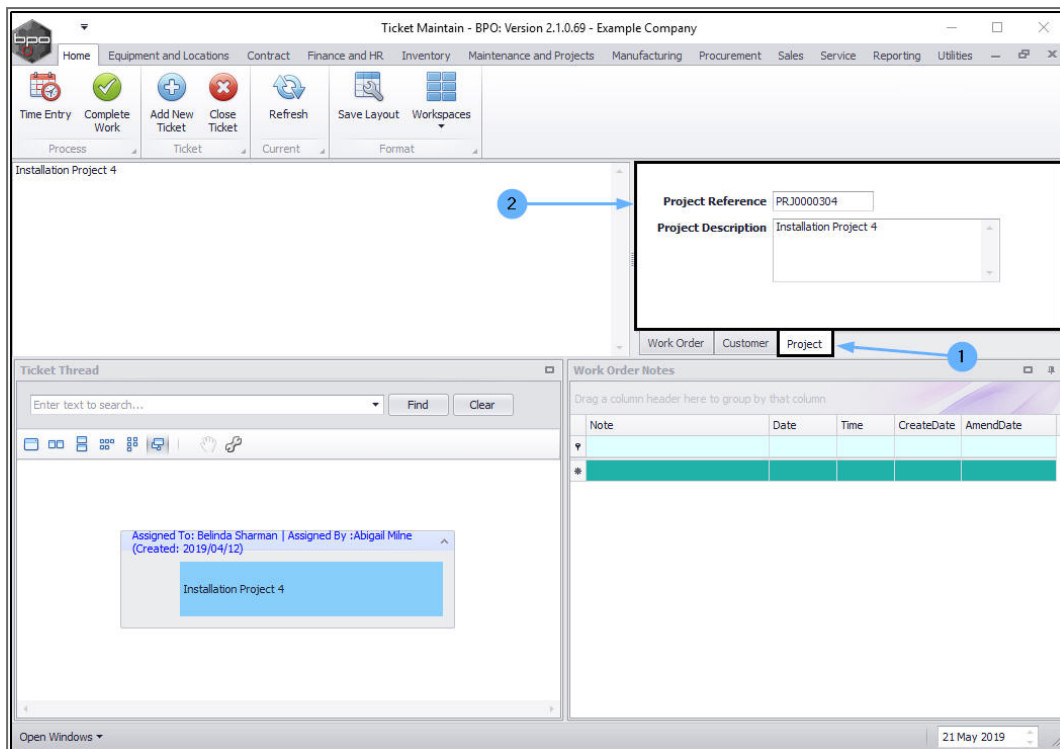 Ticket Maintain - BPO: Version 2.1.0.69 - Example Company
bpo
Home Equipment and Locations Contract Finance and HR Inventory Maintenance and Projects Manufacturing Procurement Sales Service Reporting Utilities
Time Entry Complete Work Add New Ticket Close Ticket Refresh Save Layout Workspaces
Process Ticket Current Format
Installation Project 4
2
Project Reference PRJ0000304
Project Description Installation Project 4
Work Order Customer Project
1
Ticket Thread
Enter text to search... Find Clear
Assigned To: Belinda Sharman | Assigned By :Abigail Milne
(Created: 2019/04/12)
Installation Project 4
Work Order Notes
Drag a column header here to group by that column
Note Date Time CreateDate AmendDate
Open Windows 21 May 2019